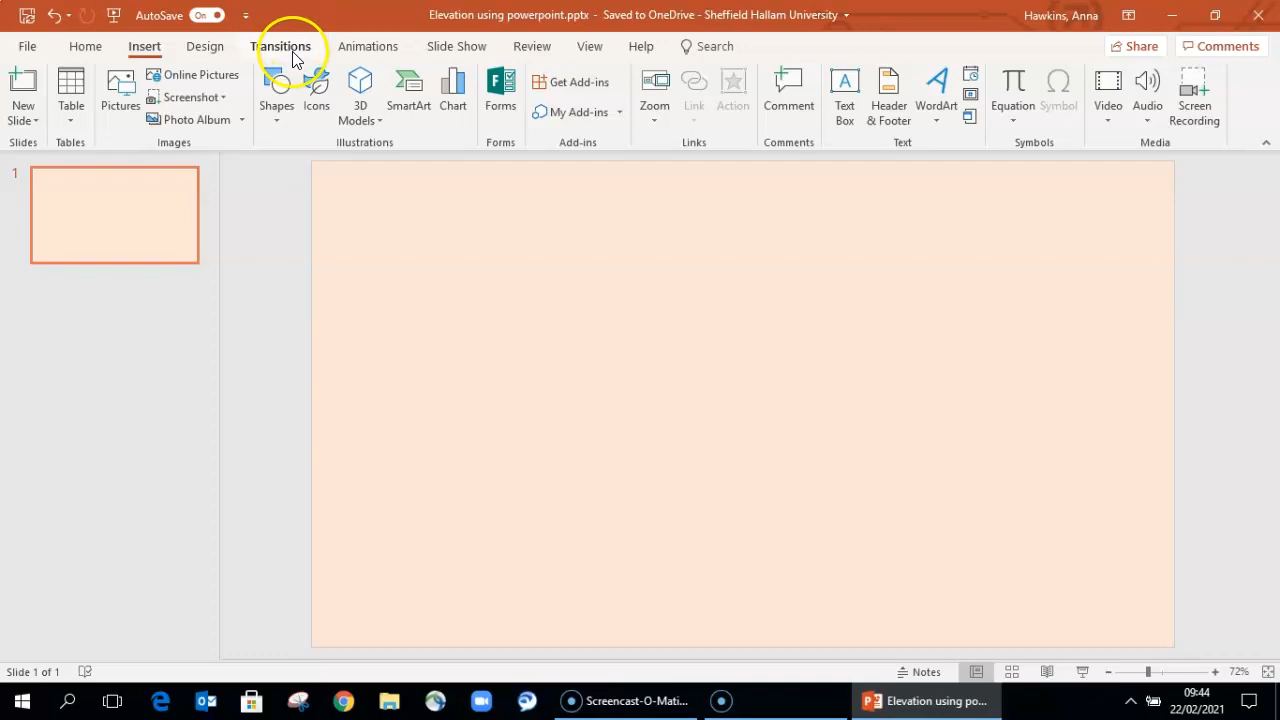 AutoSave On Elevation using powerpoint.pptx - Saved to OneDrive - Sheffield Hallam University Hawkins, Anna
File Home Insert Design Transitions Animations Slide Show Review View Help Search Share Comments
New Slide
Table
Pictures
Online Pictures
Screenshot
Photo Album
Shapes
Icons
3D Models
SmartArt
Chart
Forms
Get Add-ins
My Add-ins
Zoom
Link
Action
Comment
Text Box
Header & Footer
WordArt
Equation
Symbol
Video
Audio
Screen Recording
Slides Tables Images Illustrations Forms Add-ins Links Comments Text Symbols Media
1
Slide 1 of 1 Notes 72%
Screencast-O-Mati... Elevation using po... 09:44
22/02/2021